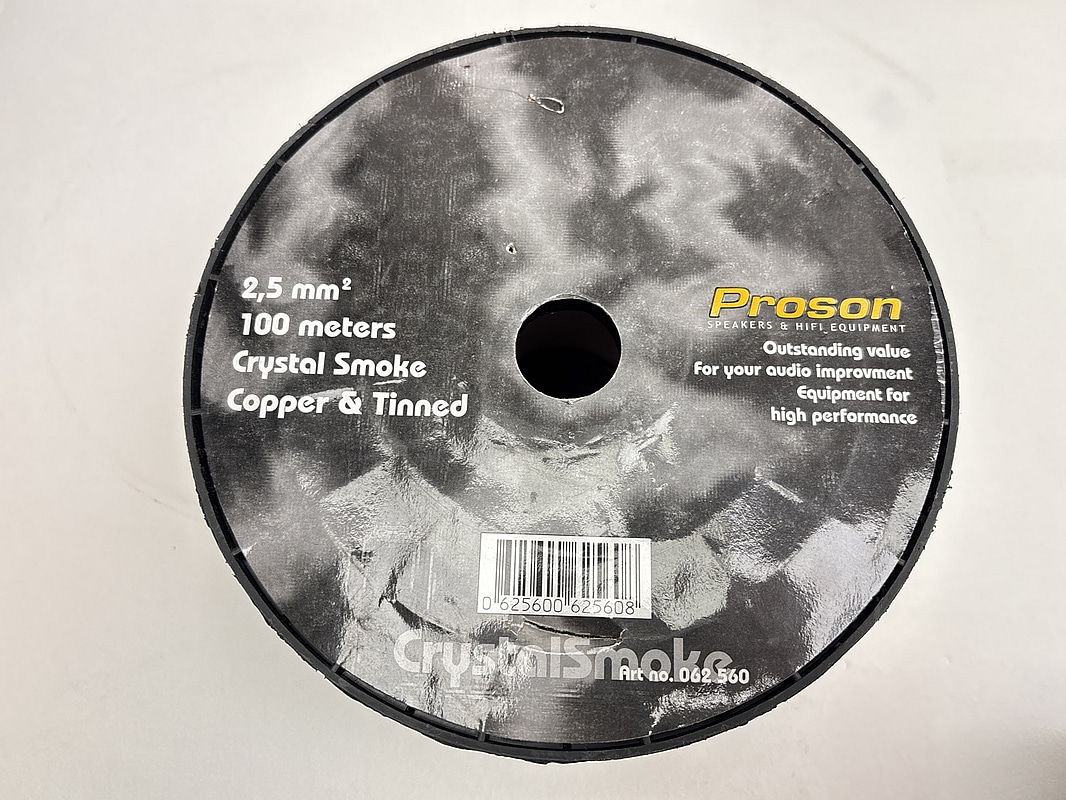 2,5 mm²
100 meters
Crystal Smoke
Copper & Tinned
Proson
SPEAKERS & HIFI EQUIPMENT
Outstanding value
For your audio improvment
Equipment for
high performance
0 625600 625608
CrystalSmoke
Art no. 062 560